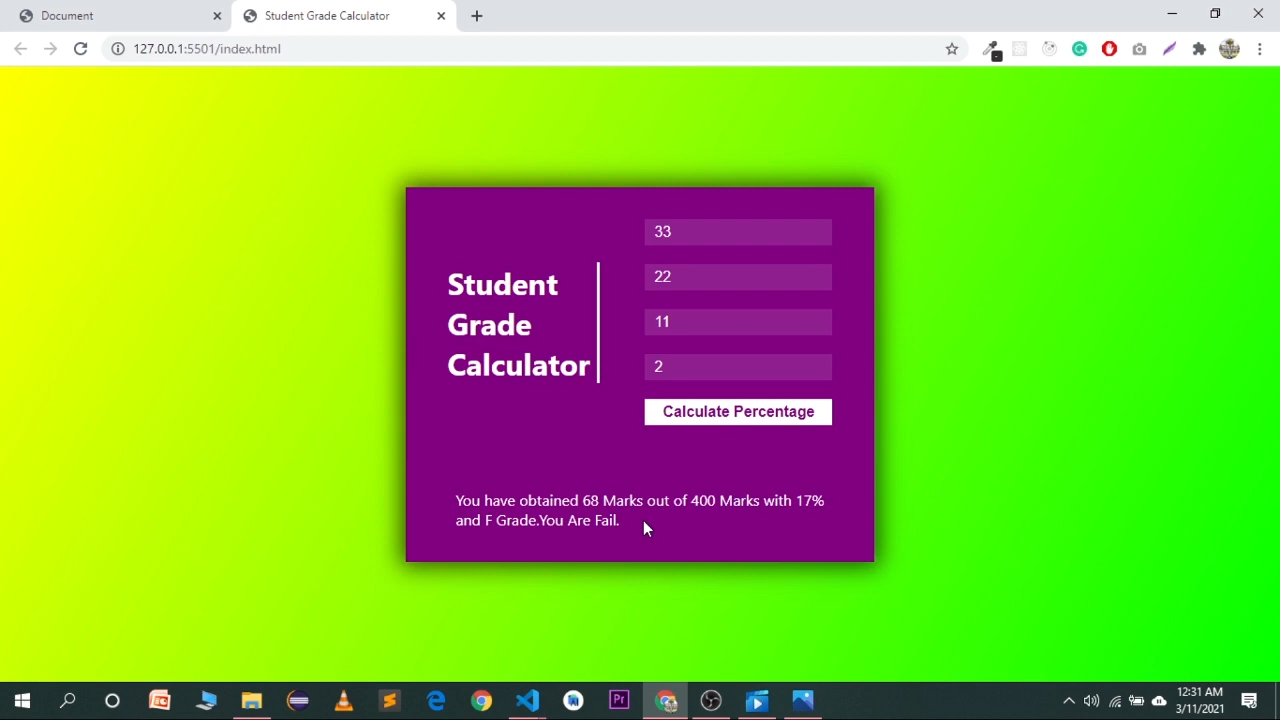 Document
Student Grade Calculator
127.0.0.1:5501/index.html
33
22
11
2
Student
Grade
Calculator
Calculate Percentage
You have obtained 68 Marks out of 400 Marks with 17%
and F Grade.You Are Fail.
Pr
12:31 AM
3/11/2021